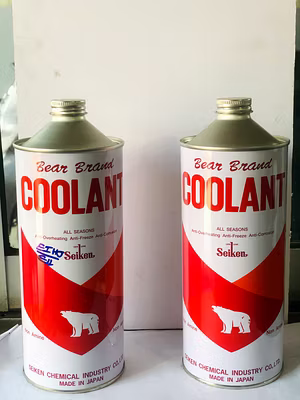 Bear Brand
COOLANT
ALL SEASONS
Anti-Overheating Anti-Freeze Anti-Corrosive
Seiken
SEIKEN CHEMICAL INDUSTRY CO.,LTD.
MADE IN JAPAN
Bear Brand
COOLANT
ALL SEASONS
Anti-Overheating Anti-Freeze Anti-Corrosive
Seiken
SEIKEN CHEMICAL INDUSTRY CO.,LTD.
MADE IN JAPAN